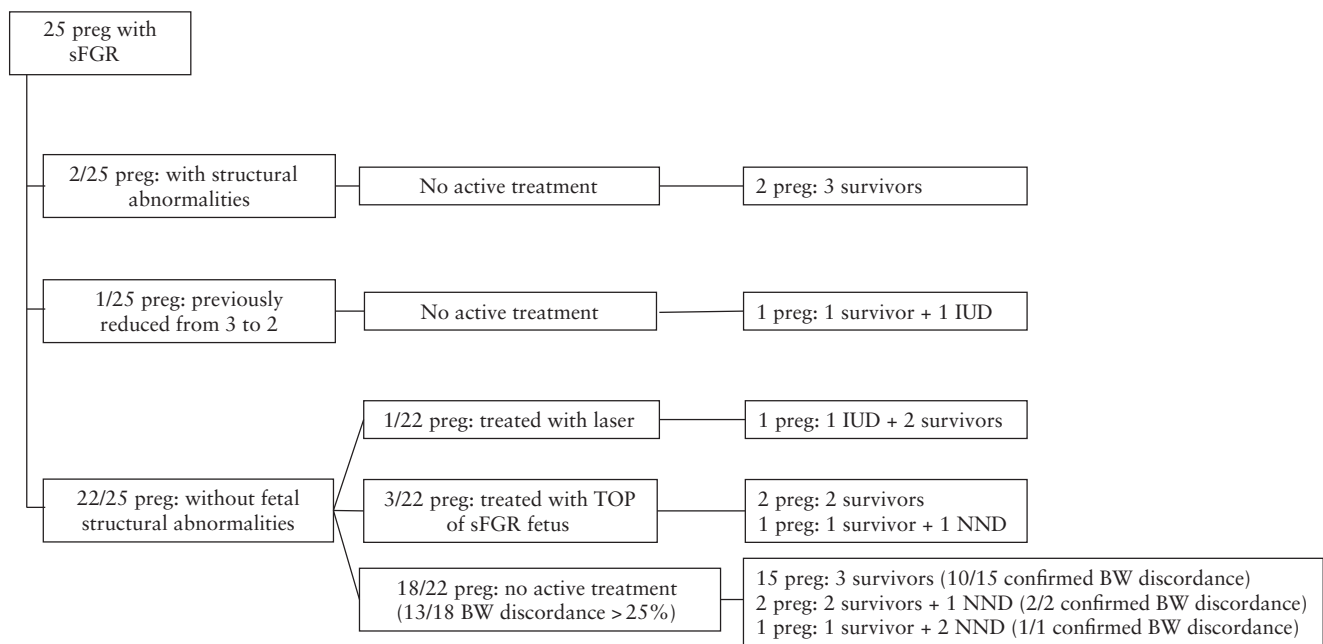 25 preg with
sFGR
2/25 preg: with structural
abnormalities
No active treatment
2 preg: 3 survivors
1/25 preg: previously
reduced from 3 to 2
No active treatment
1 preg: 1 survivor + 1 IUD
22/25 preg: without fetal
structural abnormalities
1/22 preg: treated with laser
1 preg: 1 IUD + 2 survivors
3/22 preg: treated with TOP
of sFGR fetus
2 preg: 2 survivors
1 preg: 1 survivor + 1 NND
18/22 preg: no active treatment
(13/18 BW discordance > 25%)
15 preg: 3 survivors (10/15 confirmed BW discordance)
2 preg: 2 survivors + 1 NND (2/2 confirmed BW discordance)
1 preg: 1 survivor + 2 NND (1/1 confirmed BW discordance)